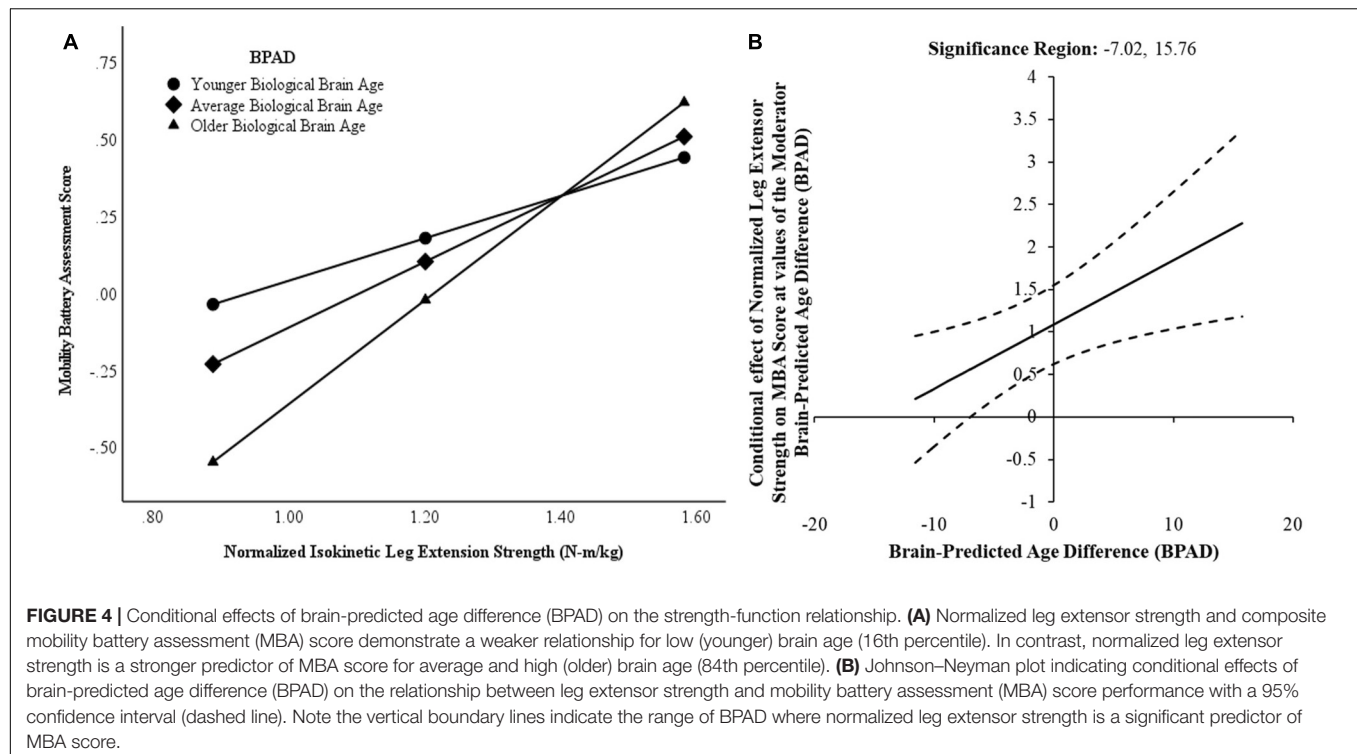 A
BPAD
Younger Biological Brain Age
Average Biological Brain Age
Older Biological Brain Age
.75
.50
.25
.00
-.25
-.50
Mobility Battery Assessment Score
.80 1.00 1.20 1.40 1.60
Normalized Isokinetic Leg Extension Strength (N-m/kg)
B
Significance Region: -7.02, 15.76
Conditional effect of Normalized Leg Extensor
Strength on MBA Score at values of the Moderator
Brain-Predicted Age Difference (BPAD)
4
3.5
3
2.5
2
1.5
1
0.5
0
-0.5
-1
-20 -10 0 10 20
Brain-Predicted Age Difference (BPAD)
FIGURE 4 | Conditional effects of brain-predicted age difference (BPAD) on the strength-function relationship. (A) Normalized leg extensor strength and composite
mobility battery assessment (MBA) score demonstrate a weaker relationship for low (younger) brain age (16th percentile). In contrast, normalized leg extensor
strength is a stronger predictor of MBA score for average and high (older) brain age (84th percentile). (B) Johnson–Neyman plot indicating conditional effects of
brain-predicted age difference (BPAD) on the relationship between leg extensor strength and mobility battery assessment (MBA) score performance with a 95%
confidence interval (dashed line). Note the vertical boundary lines indicate the range of BPAD where normalized leg extensor strength is a significant predictor of
MBA score.